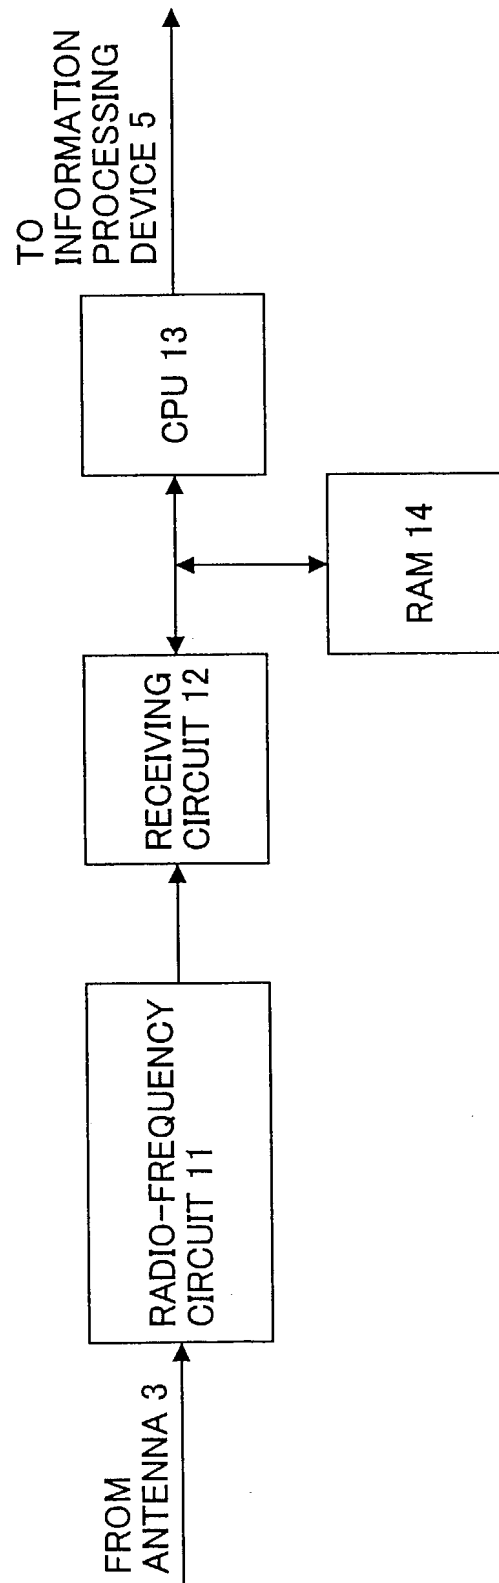 FROM
ANTENNA 3
RADIO-FREQUENCY
CIRCUIT 11
RECEIVING
CIRCUIT 12
CPU 13
RAM 14
TO
INFORMATION
PROCESSING
DEVICE 5